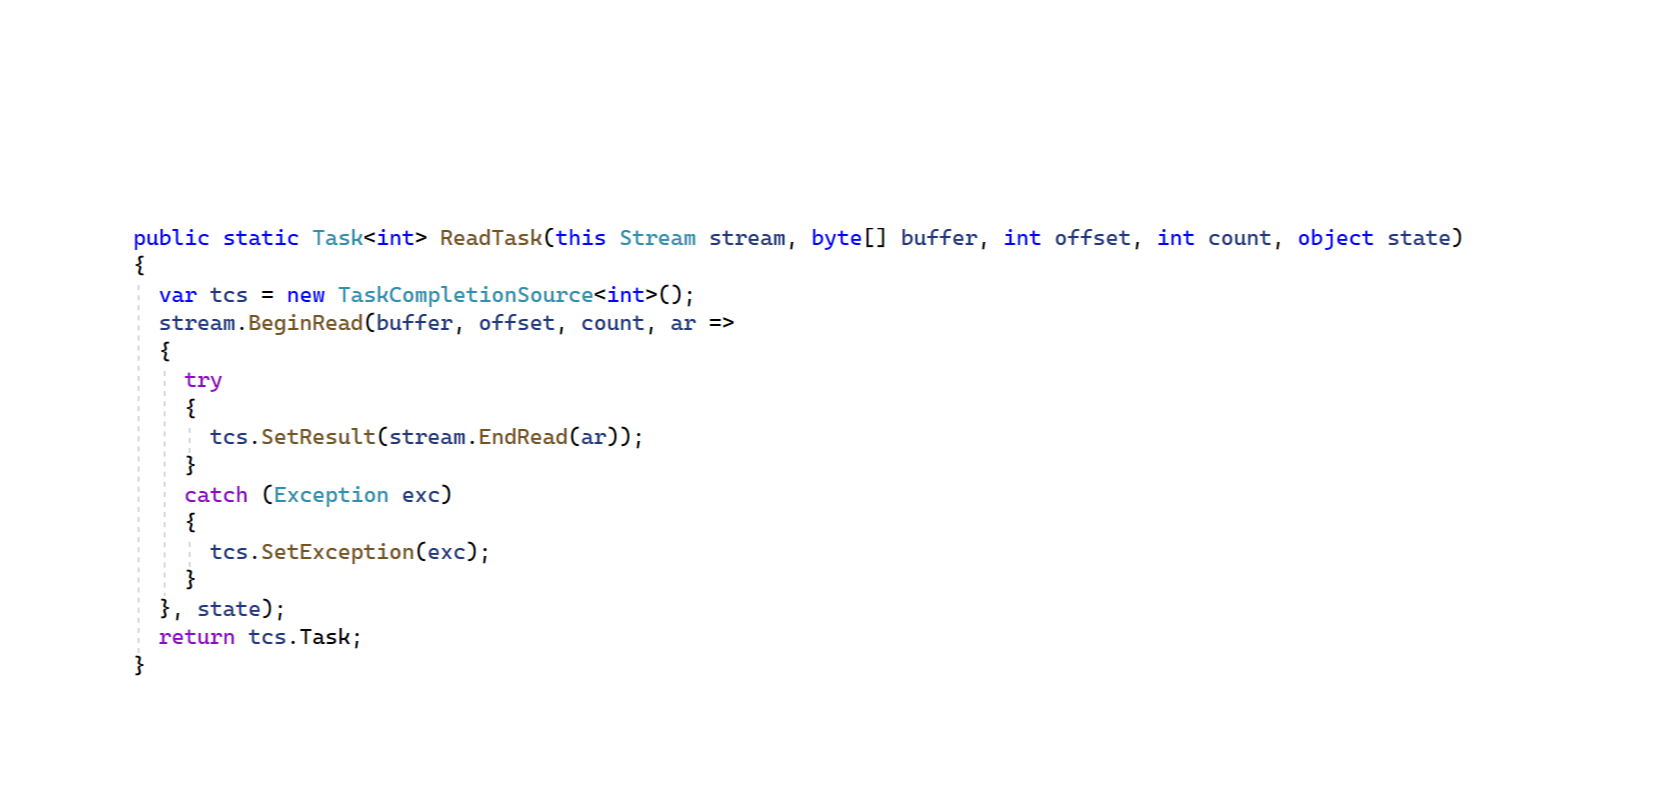 public static Task<int> ReadTask(this Stream stream, byte[] buffer, int offset, int count, object state)
{
  var tcs = new TaskCompletionSource<int>();
  stream.BeginRead(buffer, offset, count, ar =>
  {
    try
    {
      tcs.SetResult(stream.EndRead(ar));
    }
    catch (Exception exc)
    {
      tcs.SetException(exc);
    }
  }, state);
  return tcs.Task;
}